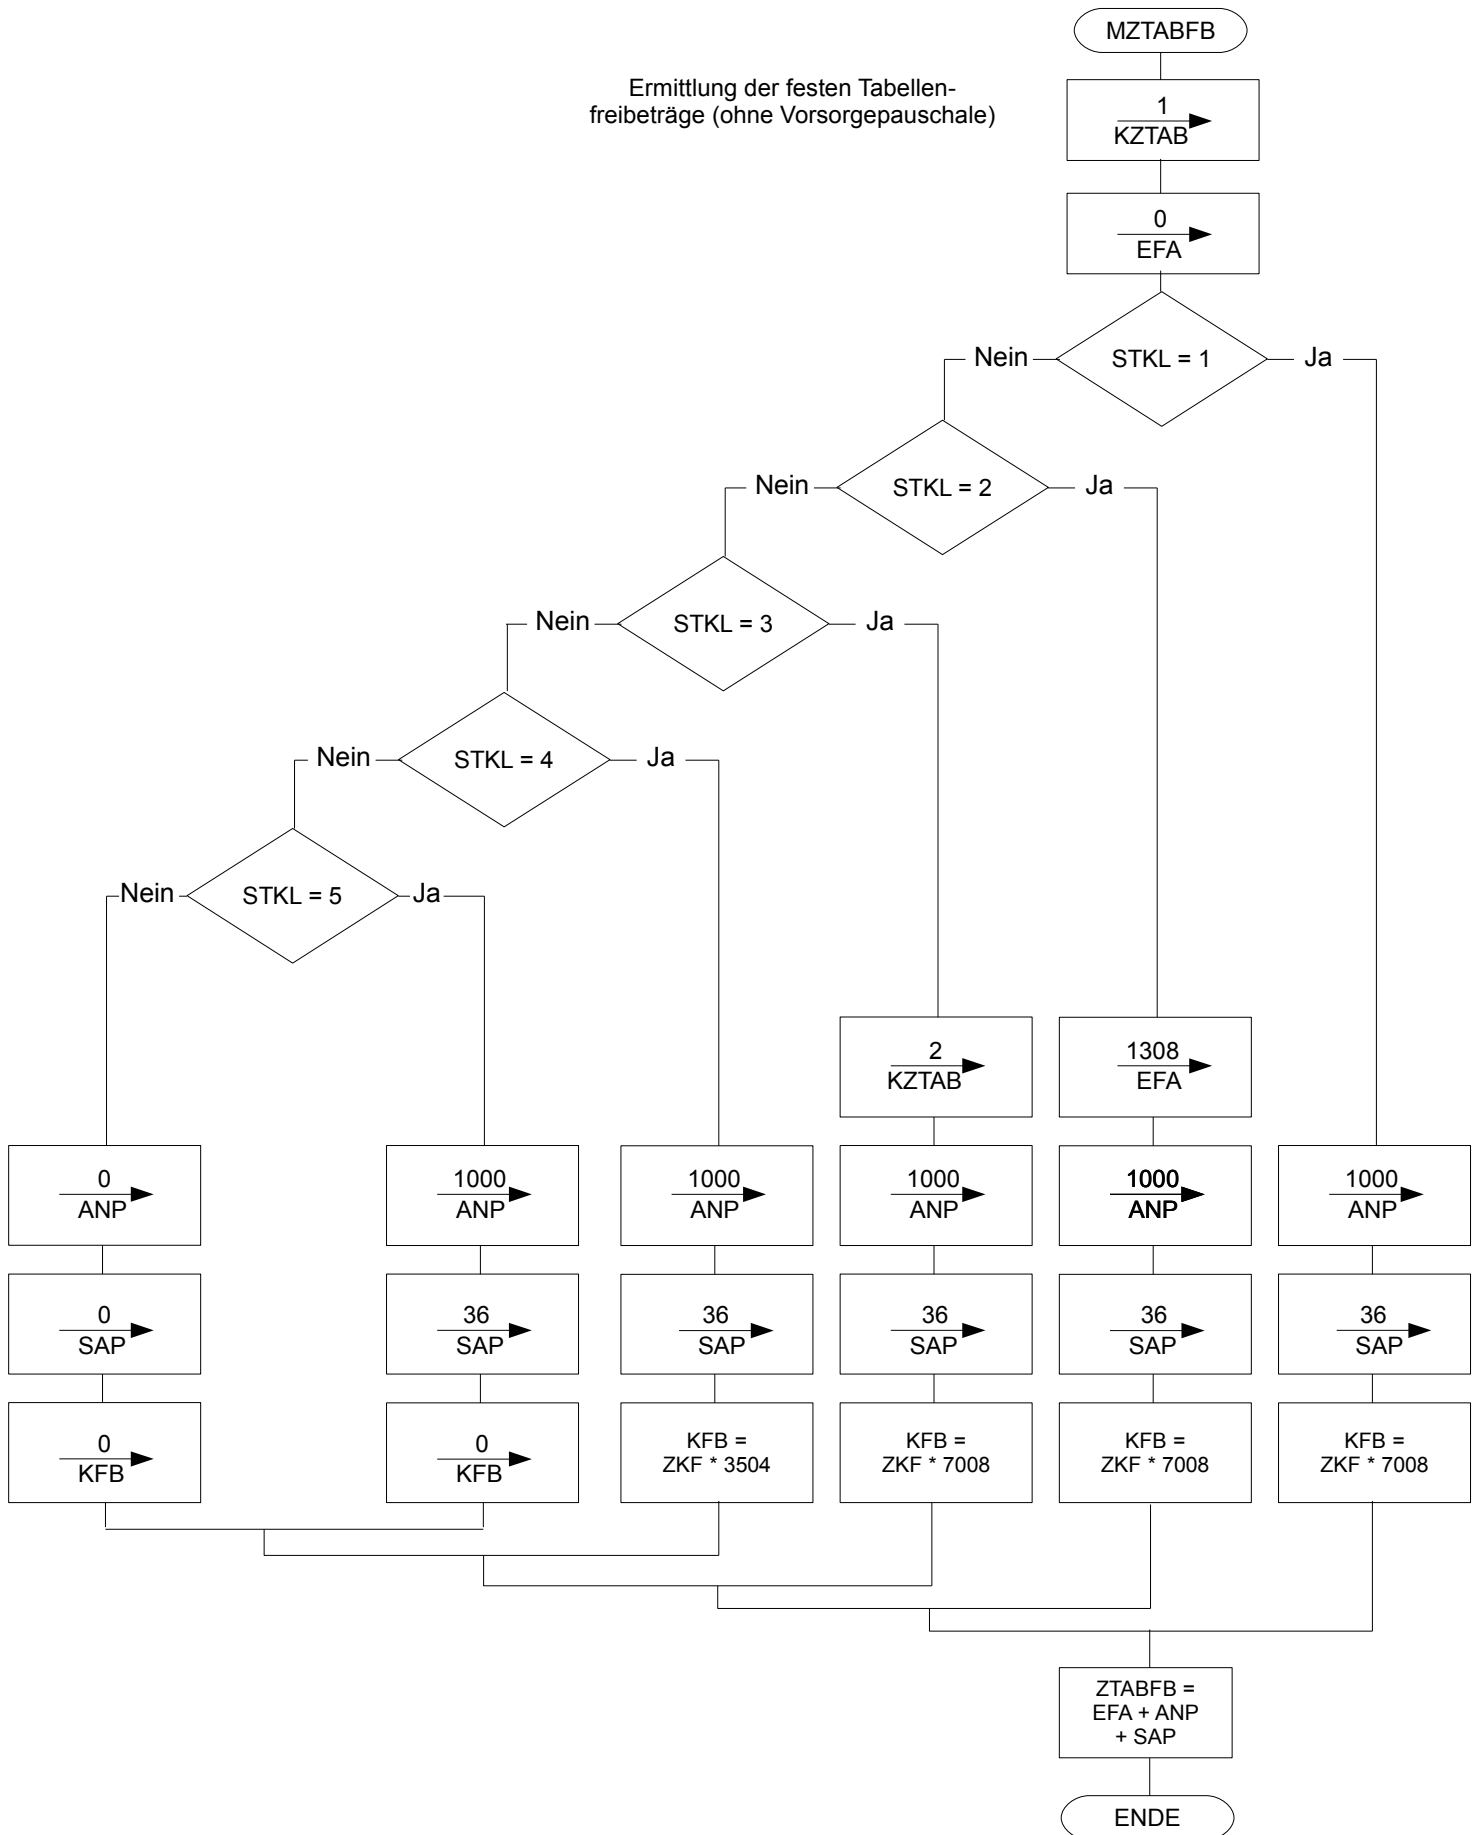 MZTABFB
Ermittlung der festen Tabellen-
freibeträge (ohne Vorsorgepauschale)
1
KZTAB
0
EFA
Nein
STKL = 1
Ja
Nein
STKL = 2
Ja
Nein
STKL = 3
Ja
Nein
STKL = 4
Ja
Nein
STKL = 5
Ja
2
KZTAB
1308
EFA
0
ANP
1000
ANP
1000
ANP
1000
ANP
1000
ANP
1000
ANP
0
SAP
36
SAP
36
SAP
36
SAP
36
SAP
36
SAP
0
KFB
0
KFB
KFB =
ZKF * 3504
KFB =
ZKF * 7008
KFB =
ZKF * 7008
KFB =
ZKF * 7008
ZTABFB =
EFA + ANP
+ SAP
ENDE